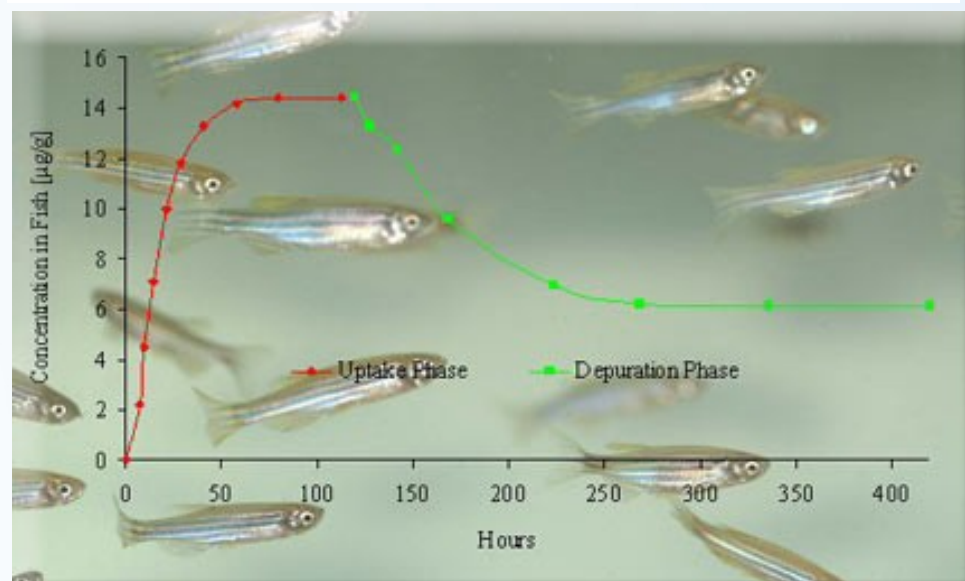 16
14
12
10
8
6
4
2
0
Concentration in Fish [µg/g]
Uptake Phase
Depuration Phase
0 50 100 150 200 250 300 350 400
Hours